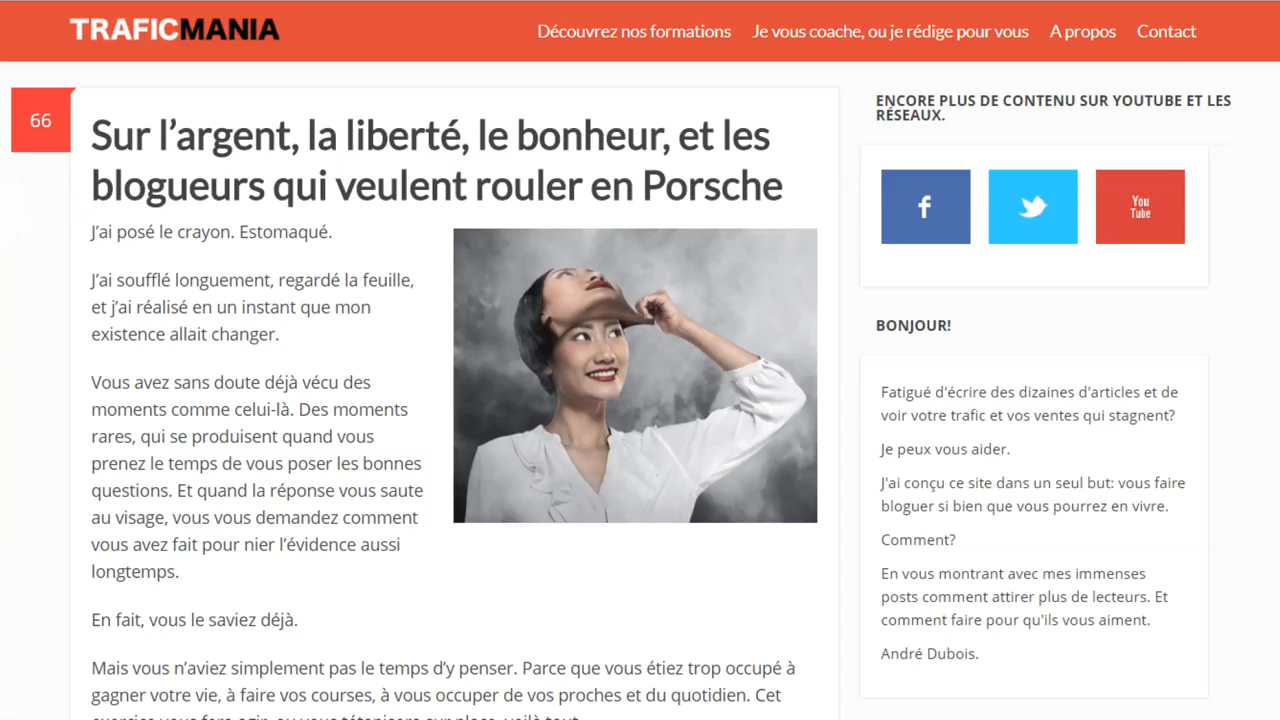 TRAFICMANIA
Découvrez nos formations
Je vous coache, ou je rédige pour vous
A propos
Contact
66
Sur l’argent, la liberté, le bonheur, et les
blogueurs qui veulent rouler en Porsche
J’ai posé le crayon. Estomaqué.
J’ai soufflé longuement, regardé la feuille,
et j’ai réalisé en un instant que mon
existence allait changer.
Vous avez sans doute déjà vécu des
moments comme celui-là. Des moments
rares, qui se produisent quand vous
prenez le temps de vous poser les bonnes
questions. Et quand la réponse vous saute
au visage, vous vous demandez comment
vous avez fait pour nier l’évidence aussi
longtemps.
En fait, vous le saviez déjà.
Mais vous n’aviez simplement pas le temps d’y penser. Parce que vous étiez trop occupé à
gagner votre vie, à faire vos courses, à vous occuper de vos proches et du quotidien. Cet
ENCORE PLUS DE CONTENU SUR YOUTUBE ET LES
RÉSEAUX.
f
You
Tube
BONJOUR!
Fatigué d'écrire des dizaines d'articles et de
voir votre trafic et vos ventes qui stagnent?
Je peux vous aider.
J'ai conçu ce site dans un seul but: vous faire
bloguer si bien que vous pourrez en vivre.
Comment?
En vous montrant avec mes immenses
posts comment attirer plus de lecteurs. Et
comment faire pour qu'ils vous aiment.
André Dubois.